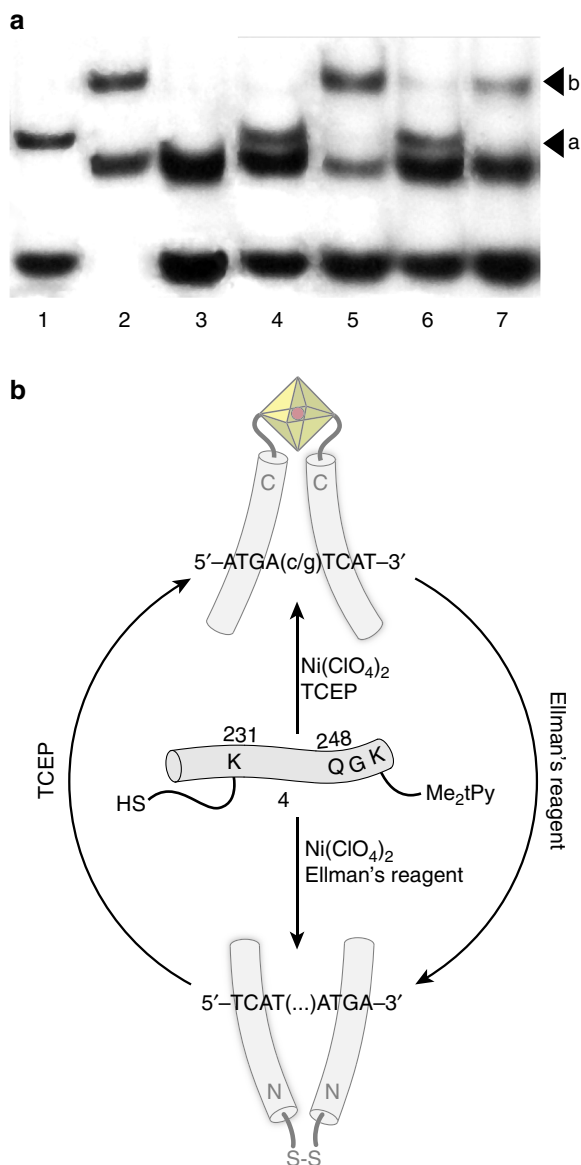 a
b
a
1 2 3 4 5 6 7
b
C C
5′–ATGA(c/g)TCAT–3′
Ni(ClO4)2
TCEP
TCEP
Ellman's reagent
231 248
K Q G K
HS
Me2tPy
4
Ni(ClO4)2
Ellman's reagent
5′–TCAT(...)ATGA–3′
N N
S-S